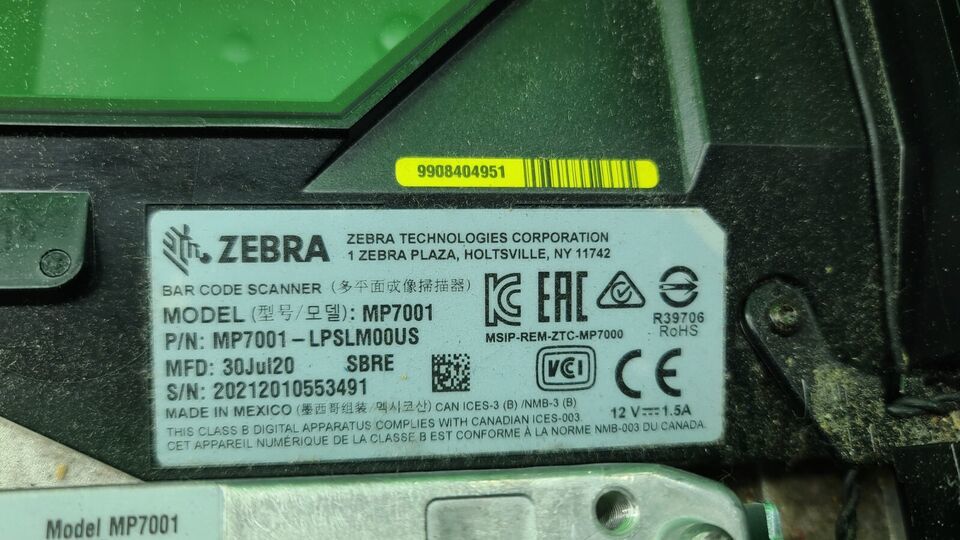 9908404951
ZEBRA
ZEBRA TECHNOLOGIES CORPORATION
1 ZEBRA PLAZA, HOLTSVILLE, NY 11742
BAR CODE SCANNER (多平面成像掃描器)
MODEL (型号/모델): MP7001
P/N: MP7001-LPSLM00US
MFD: 30Jul20 SBRE
S/N: 20212010553491
EAC
MSIP-REM-ZTC-MP7000
R39706
RoHS
VCI
CE
12 V 1.5A
MADE IN MEXICO (墨西哥组装/멕시코산) CAN ICES-3 (B) /NMB-3 (B)
THIS CLASS B DIGITAL APPARATUS COMPLIES WITH CANADIAN ICES-003.
CET APPAREIL NUMÉRIQUE DE LA CLASSE B EST CONFORME À LA NORME NMB-003 DU CANADA.
Model MP7001